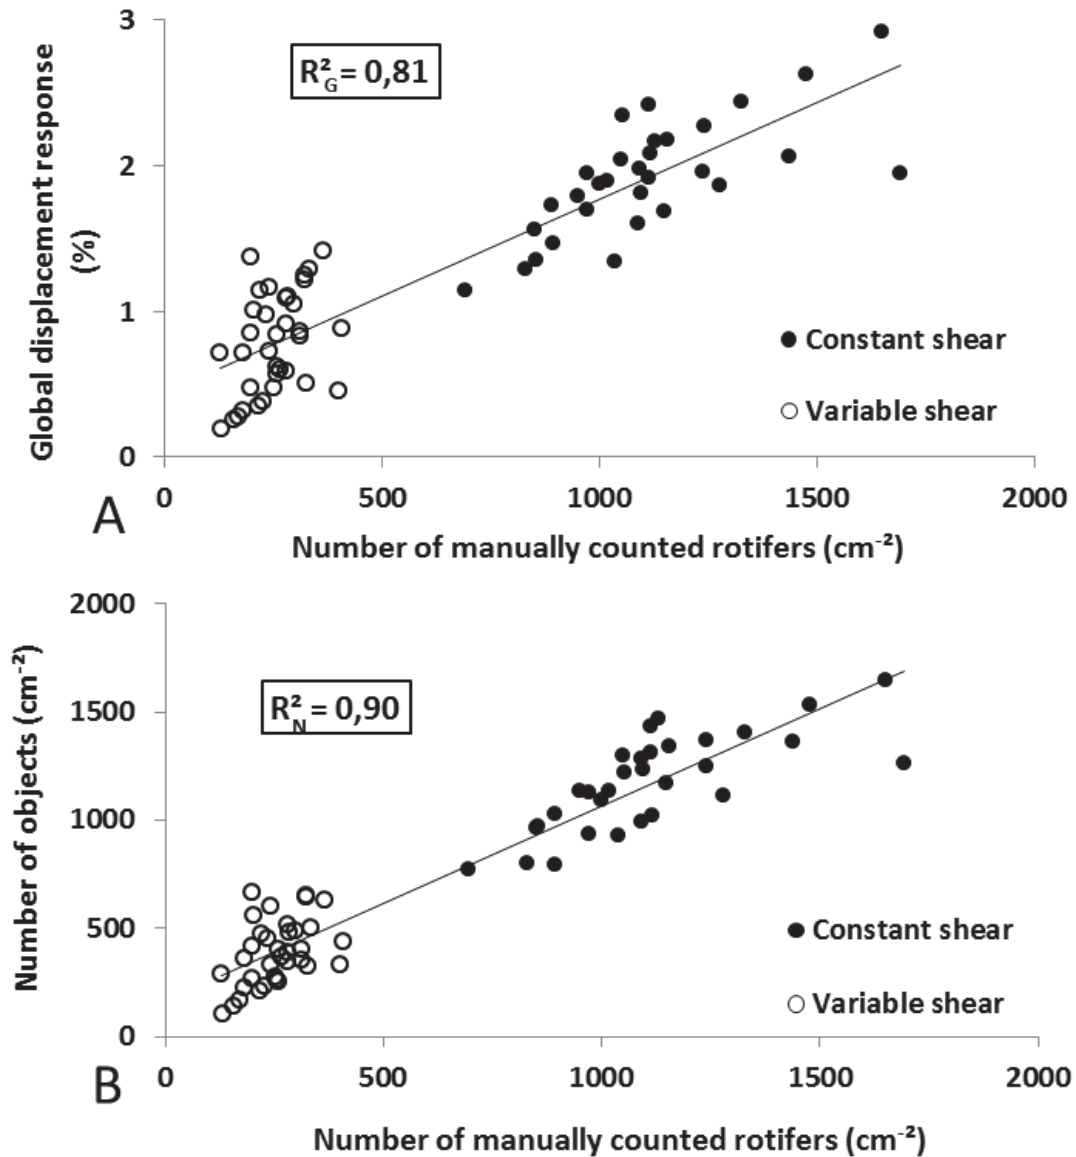 3
R²G = 0,81
2
Global displacement response
(%)
1
Constant shear
Variable shear
0
0 500 1000 1500 2000
A
Number of manually counted rotifers (cm-²)
2000
Number of objects (cm-²)
R²N = 0,90
1500
1000
500
Constant shear
Variable shear
0
0 500 1000 1500 2000
B
Number of manually counted rotifers (cm-²)